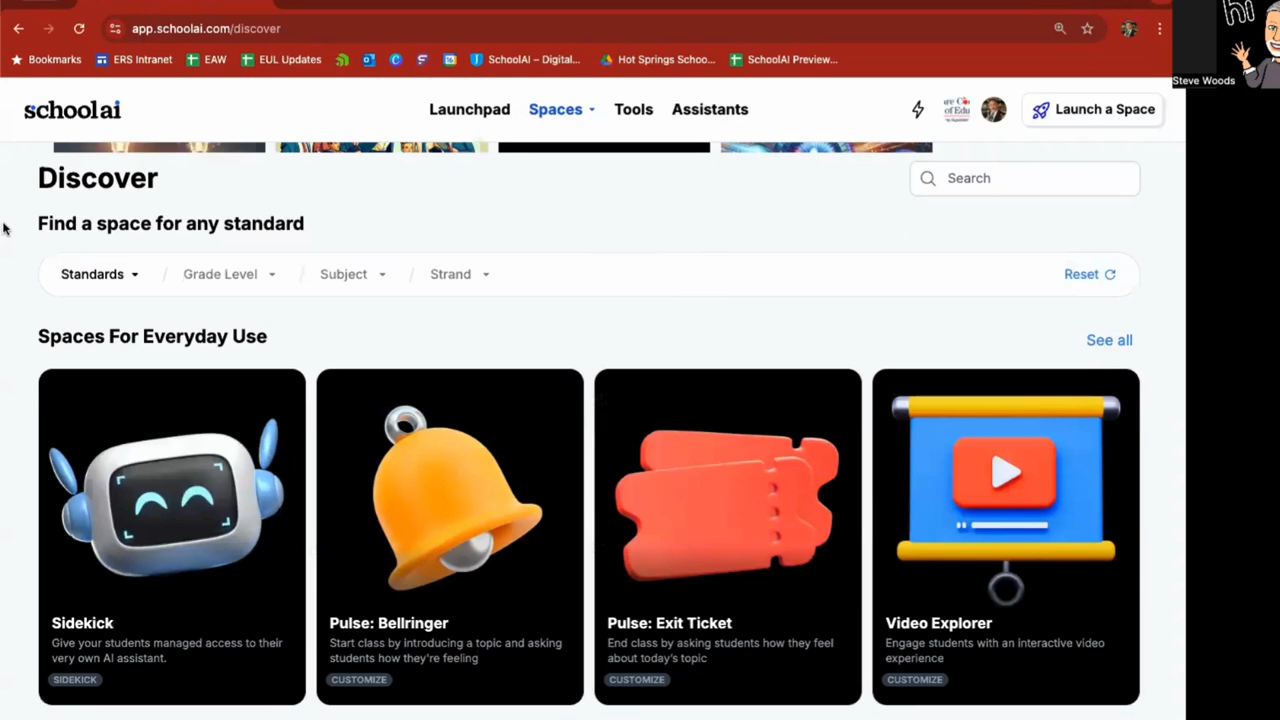 app.schoolai.com/discover
Bookmarks
ERS Intranet
EAW
EUL Updates
SchoolAI – Digital...
Hot Springs Schoo...
SchoolAI Preview...
hi
Steve Woods
school ai
Launchpad
Spaces
Tools
Assistants
of Edu
Launch a Space
Discover
Search
Find a space for any standard
Standards
Grade Level
Subject
Strand
Reset
Spaces For Everyday Use
See all
Sidekick
Give your students managed access to their
very own AI assistant.
SIDEKICK
Pulse: Bellringer
Start class by introducing a topic and asking
students how they're feeling
CUSTOMIZE
Pulse: Exit Ticket
End class by asking students how they feel
about today's topic
CUSTOMIZE
Video Explorer
Engage students with an interactive video
experience
CUSTOMIZE